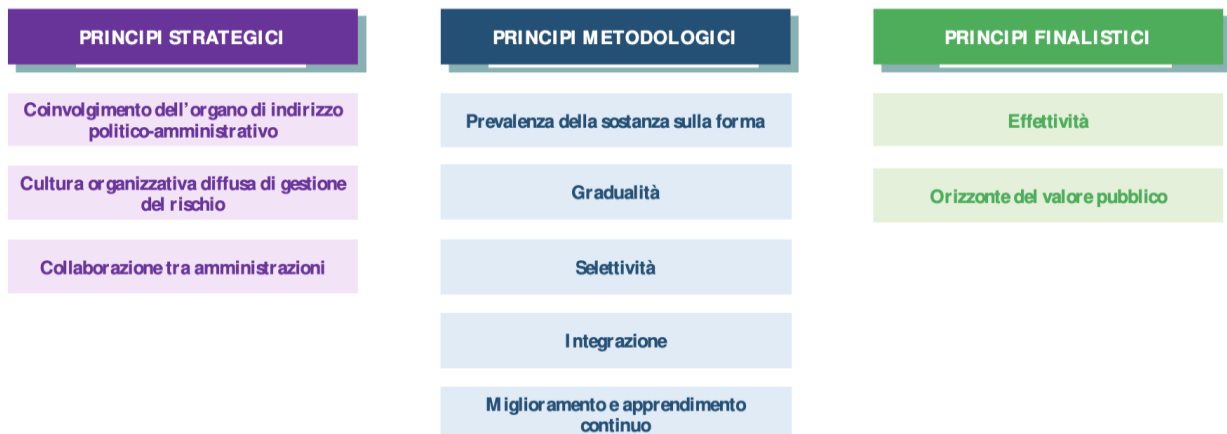 PRINCIPI STRATEGICI
Coinvolgimento dell'organo di indirizzo
politico-amministrativo
Cultura organizzativa diffusa di gestione
del rischio
Collaborazione tra amministrazioni
PRINCIPI METODOLOGICI
Prevalenza della sostanza sulla forma
Gradualità
Selettività
Integrazione
Miglioramento e apprendimento
continuo
PRINCIPI FINALISTICI
Effettività
Orizzonte del valore pubblico